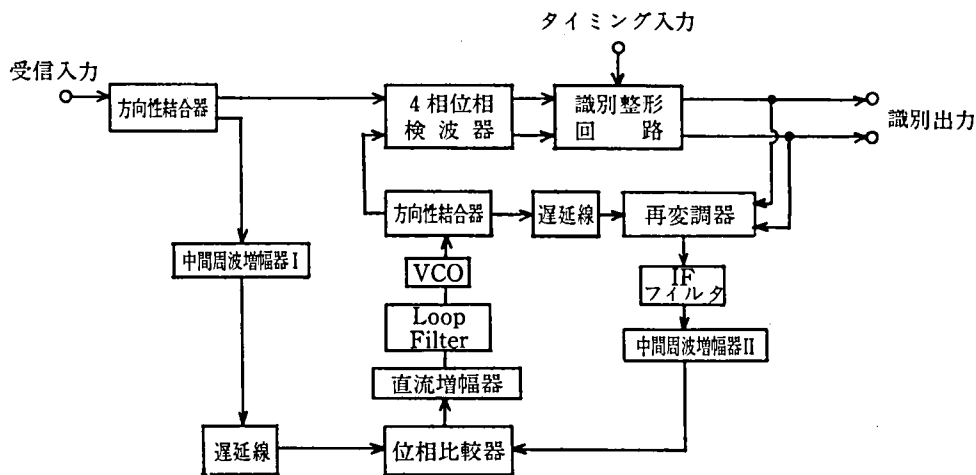 タイミング入力
受信入力
方向性結合器
4相位相
検波器
識別整形
回路
識別出力
方向性結合器
遅延線
再変調器
中間周波増幅器I
VCO
IF
フィルタ
Loop
Filter
中間周波増幅器II
直流増幅器
遅延線
位相比較器